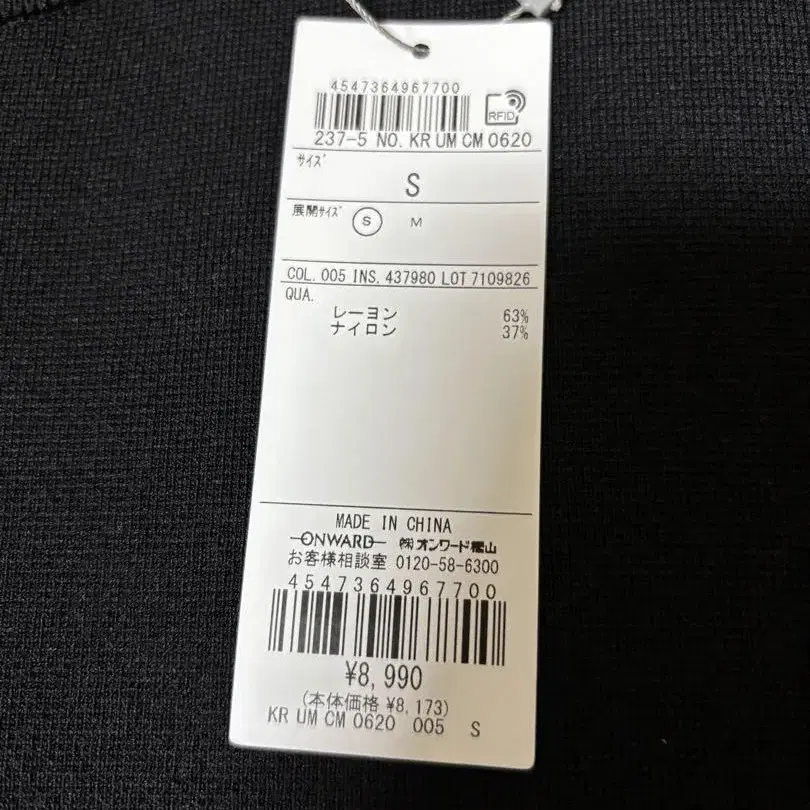 4547364967700
RFID
237-5 NO. KR UM CM 0620
サイズ
S
展開サイズ S M
COL. 005 INS. 437980 LOT 7109826
QUA.
レーヨン 63%
ナイロン 37%
MADE IN CHINA
ONWARD ㈱オンワード樫山
お客様相談室 0120-58-6300
4547364967700
¥8,990
(本体価格 ¥8,173)
KR UM CM 0620 005 S